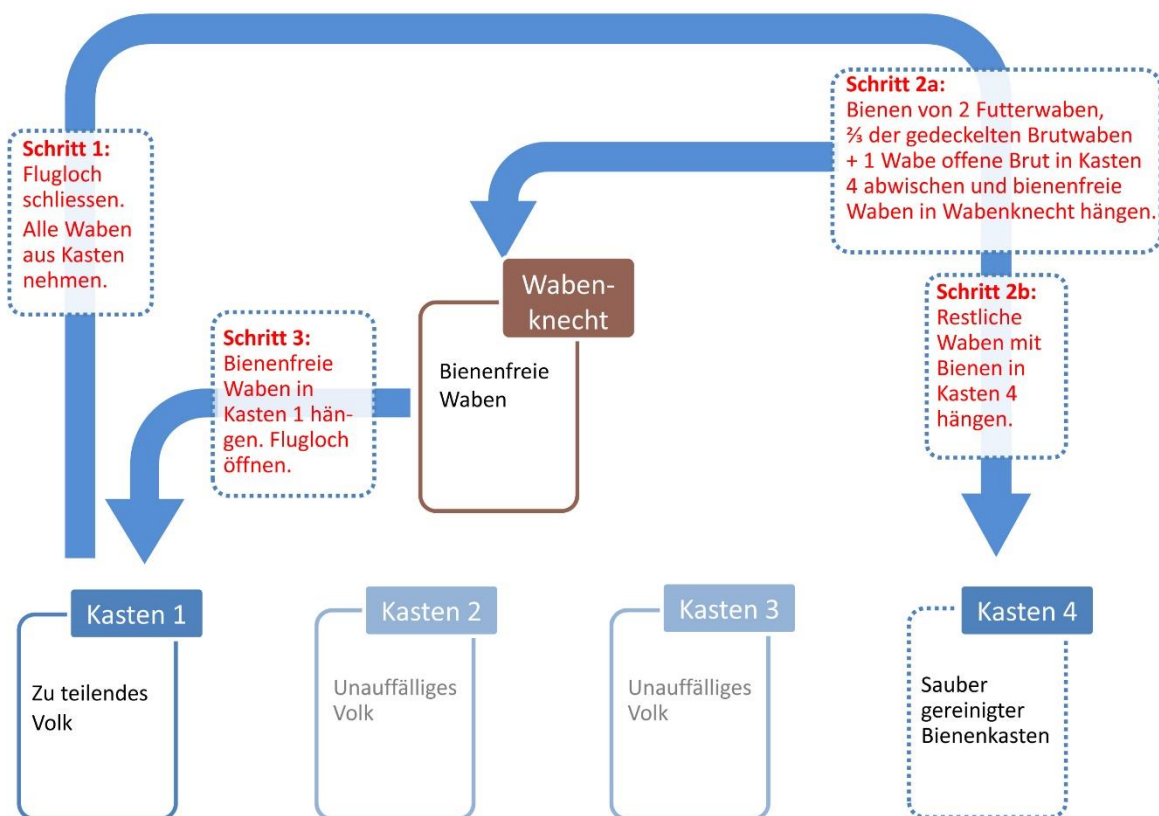 Schritt 1:
Flugloch
schliessen.
Alle Waben
aus Kasten
nehmen.
Schritt 2a:
Bienen von 2 Futterwaben,
⅔ der gedeckelten Brutwaben
+ 1 Wabe offene Brut in Kasten
4 abwischen und bienenfreie
Waben in Wabenknecht hängen.
Schritt 2b:
Restliche
Waben mit
Bienen in
Kasten 4
hängen.
Waben-
knecht
Bienenfreie
Waben
Schritt 3:
Bienenfreie
Waben in
Kasten 1 hän-
gen. Flugloch
öffnen.
Kasten 1
Zu teilendes
Volk
Kasten 2
Unauffälliges
Volk
Kasten 3
Unauffälliges
Volk
Kasten 4
Sauber
gereinigter
Bienenkasten